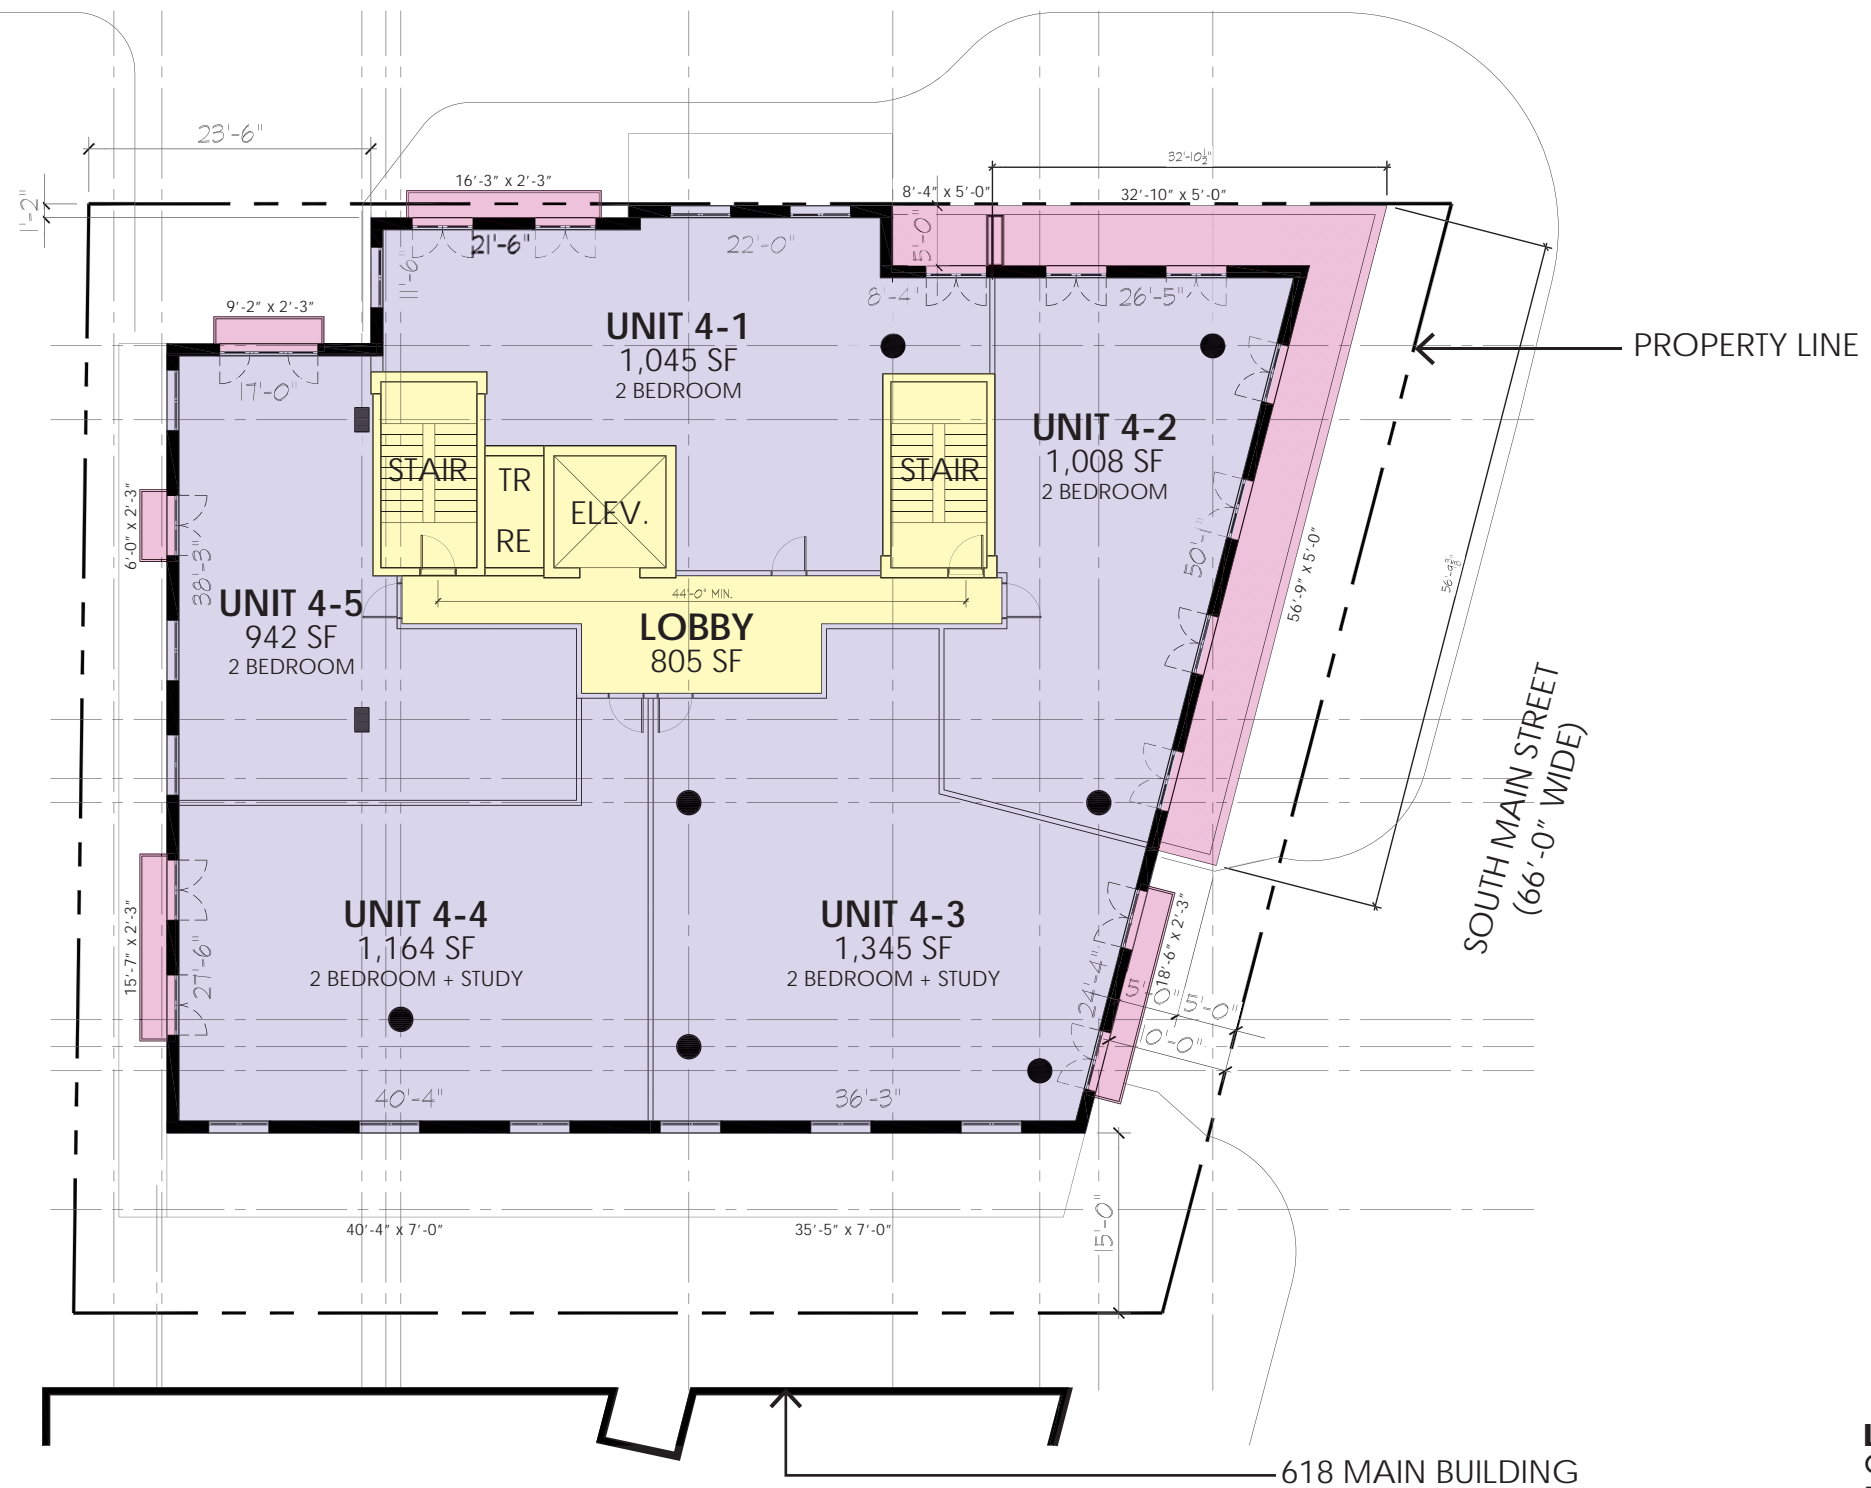 23'-6"
32'-10½"
16'-3" x 2'-3"
8'-4" x 5'-0"
32'-10" x 5'-0"
1'-2"
21'-6"
22'-0"
5'-0"
11'-6"
9'-2" x 2'-3"
8'-4"
26'-5"
UNIT 4-1
1,045 SF
2 BEDROOM
PROPERTY LINE
17'-0"
UNIT 4-2
1,008 SF
2 BEDROOM
STAIR
TR
RE
ELEV.
STAIR
6'-0" x 2'-3"
38'-3"
50'-1"
56'-9" x 5'-0"
UNIT 4-5
942 SF
2 BEDROOM
44'-0" MIN.
LOBBY
805 SF
SOUTH MAIN STREET
(66'-0" WIDE)
UNIT 4-4
1,164 SF
2 BEDROOM + STUDY
UNIT 4-3
1,345 SF
2 BEDROOM + STUDY
15'-7" x 2'-3"
27'-6"
24'-4"
18'-6" x 2'-3"
5'-0"
5'-0"
40'-4"
36'-3"
15'-0"
40'-4" x 7'-0"
35'-5" x 7'-0"
618 MAIN BUILDING